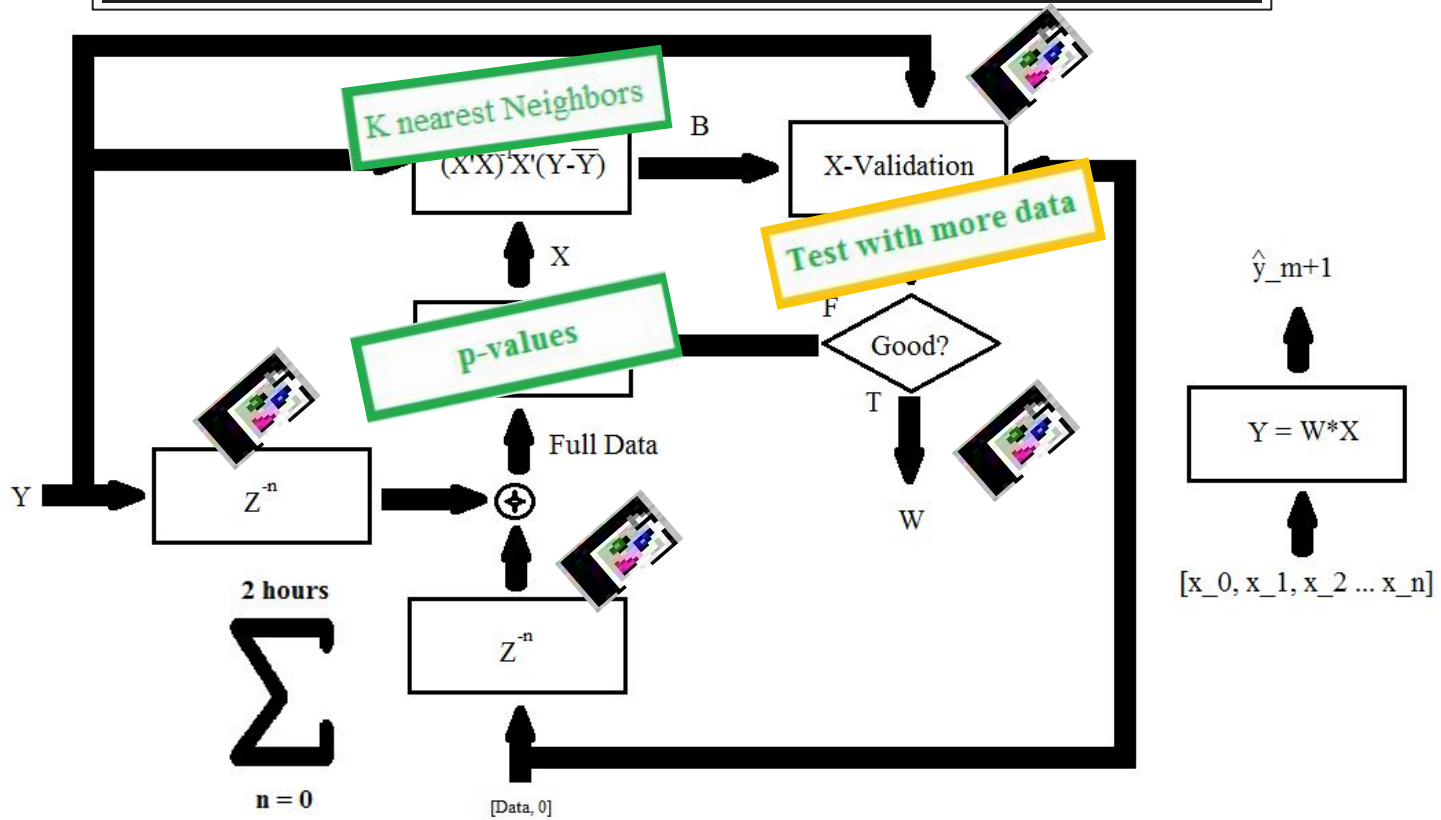 K nearest Neighbors
B
(X'X)⁻¹X'(Y-Y̅)
X-Validation
Test with more data
X
ŷ_m+1
F
p-values
Good?
T
Y = W*X
Full Data
Y
Z⁻ⁿ
W
[x_0, x_1, x_2 ... x_n]
2 hours
Σ
n = 0
Z⁻ⁿ
[Data, 0]